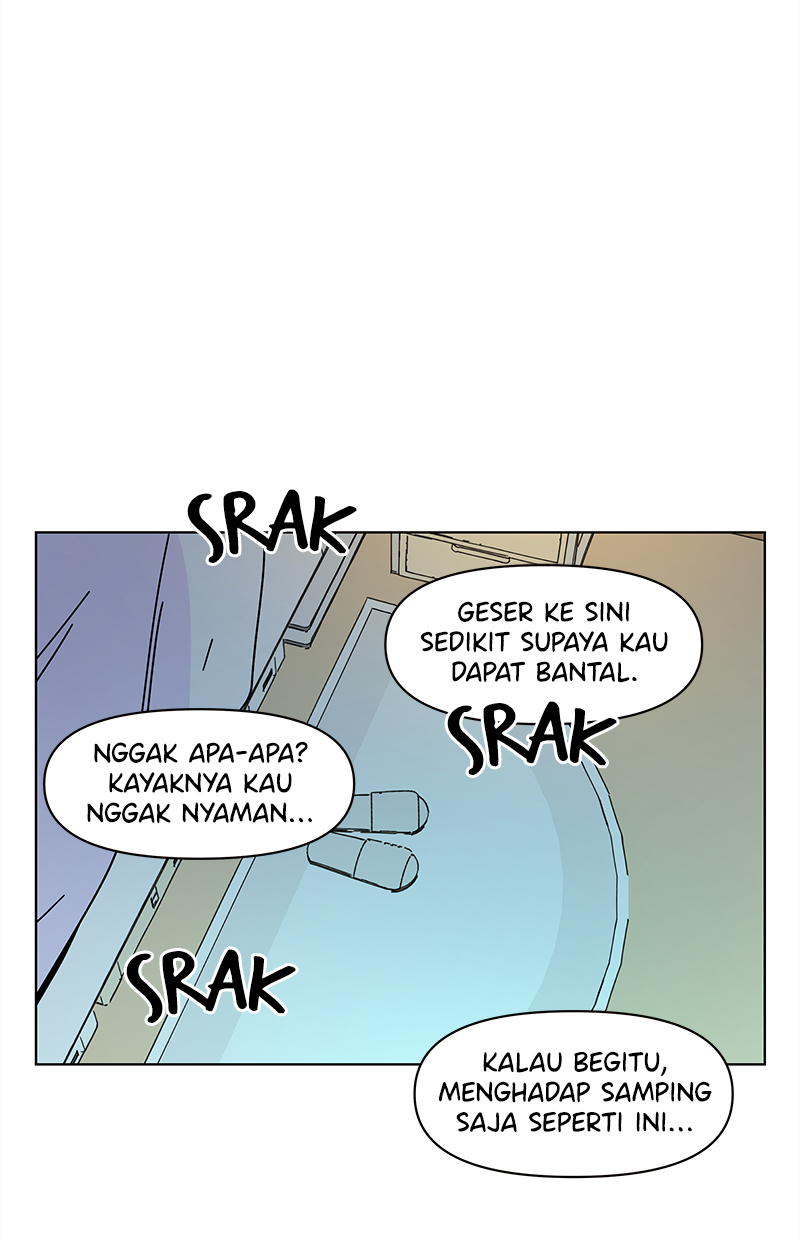 SRAK
GESER KE SINI
SEDIKIT SUPAYA KAU
DAPAT BANTAL.
SRAK
NGGAK APA-APA?
KAYAKNYA KAU
NGGAK NYAMAN...
SRAK
KALAU BEGITU,
MENGHADAP SAMPING
SAJA SEPERTI INI...